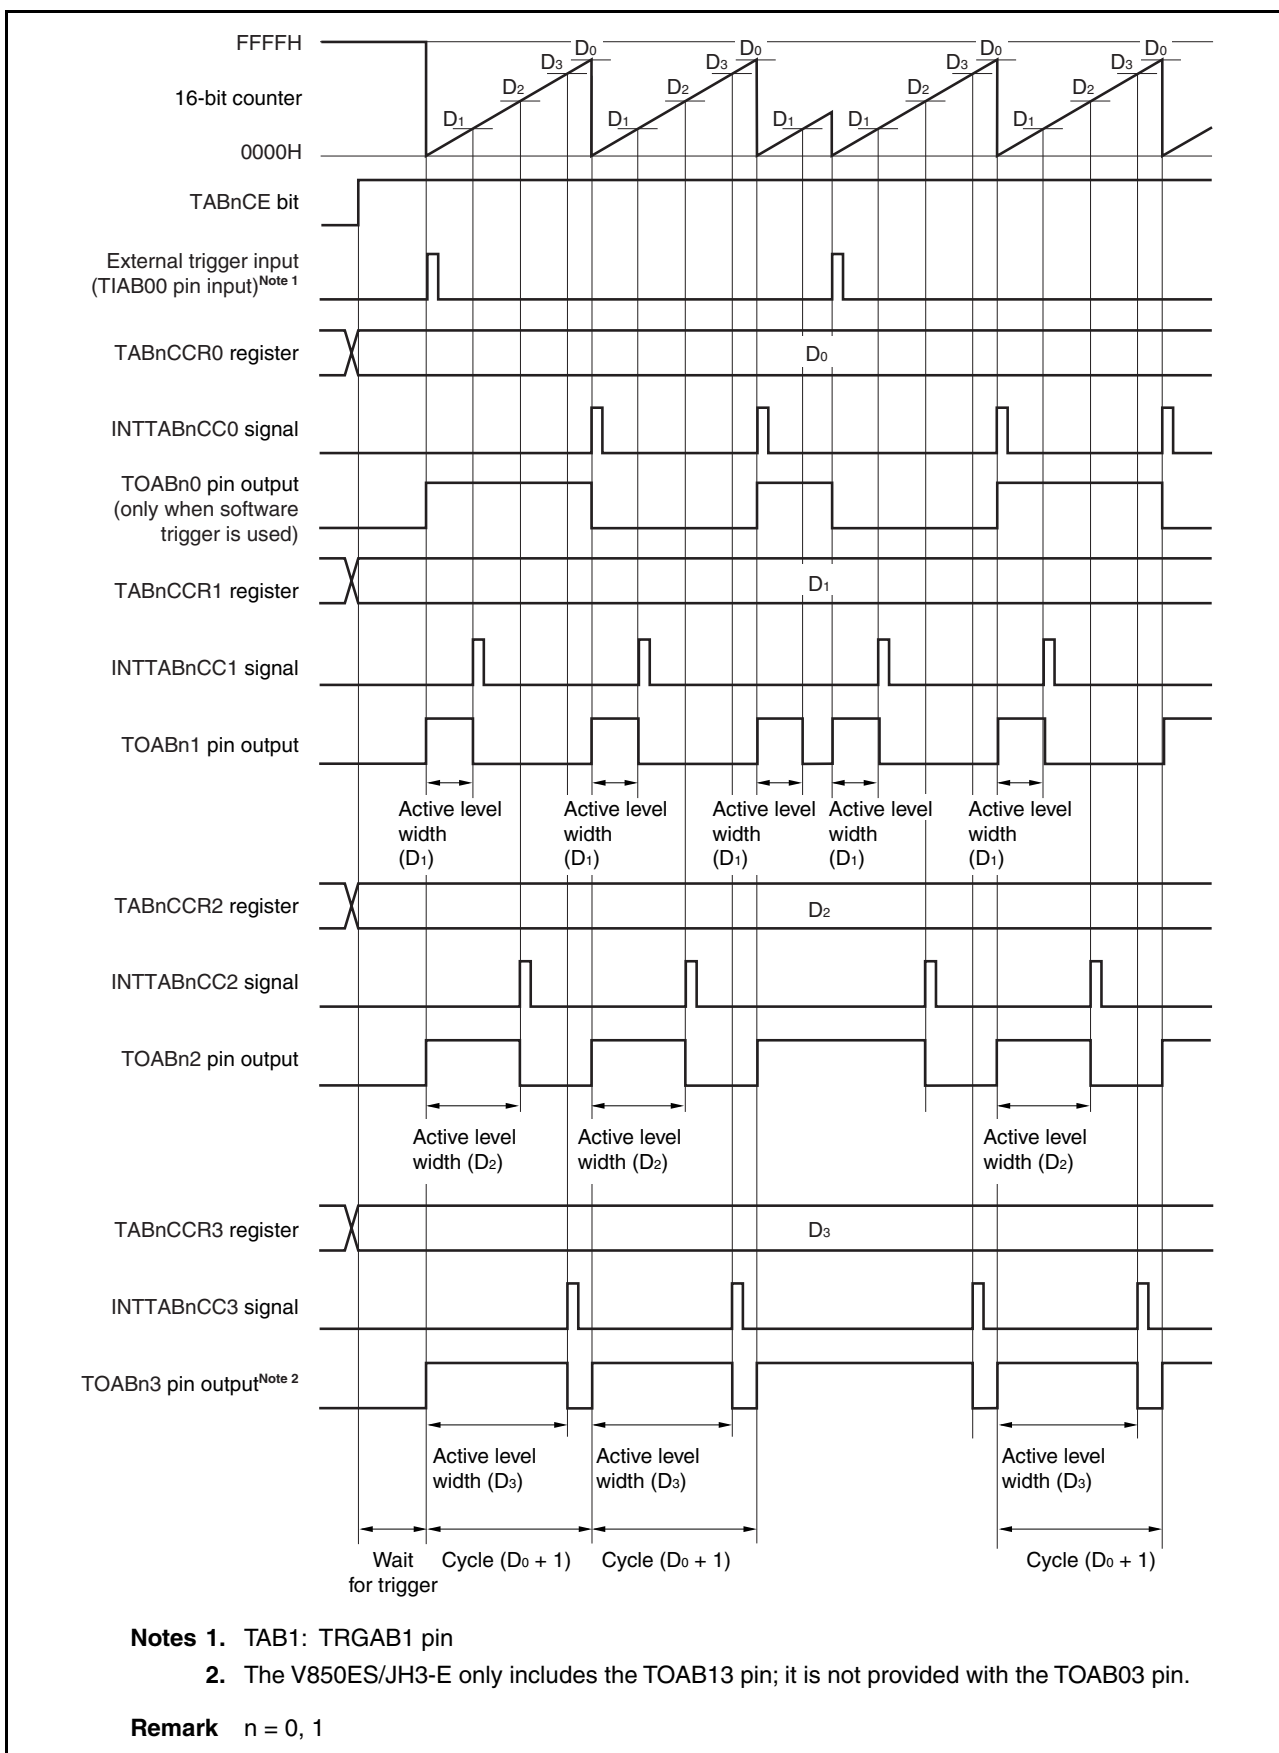 FFFFH
D0 D0 D0 D0
D3 D3 D3 D3
16-bit counter
D2 D2 D2 D2
D1 D1 D1 D1 D1 D1
0000H
TABnCE bit
External trigger input
(TIAB00 pin input)Note 1
TABnCCR0 register
D0
INTTABnCC0 signal
TOABn0 pin output
(only when software
trigger is used)
TABnCCR1 register
D1
INTTABnCC1 signal
TOABn1 pin output
Active level Active level Active level Active level Active level
width width width width width
(D1) (D1) (D1) (D1) (D1)
TABnCCR2 register
D2
INTTABnCC2 signal
TOABn2 pin output
Active level Active level Active level
width (D2) width (D2) width (D2)
TABnCCR3 register
D3
INTTABnCC3 signal
TOABn3 pin outputNote 2
Active level Active level Active level
width (D3) width (D3) width (D3)
Wait Cycle (D0 + 1) Cycle (D0 + 1) Cycle (D0 + 1)
for trigger
Notes 1. TAB1: TRGAB1 pin
2. The V850ES/JH3-E only includes the TOAB13 pin; it is not provided with the TOAB03 pin.
Remark n = 0, 1